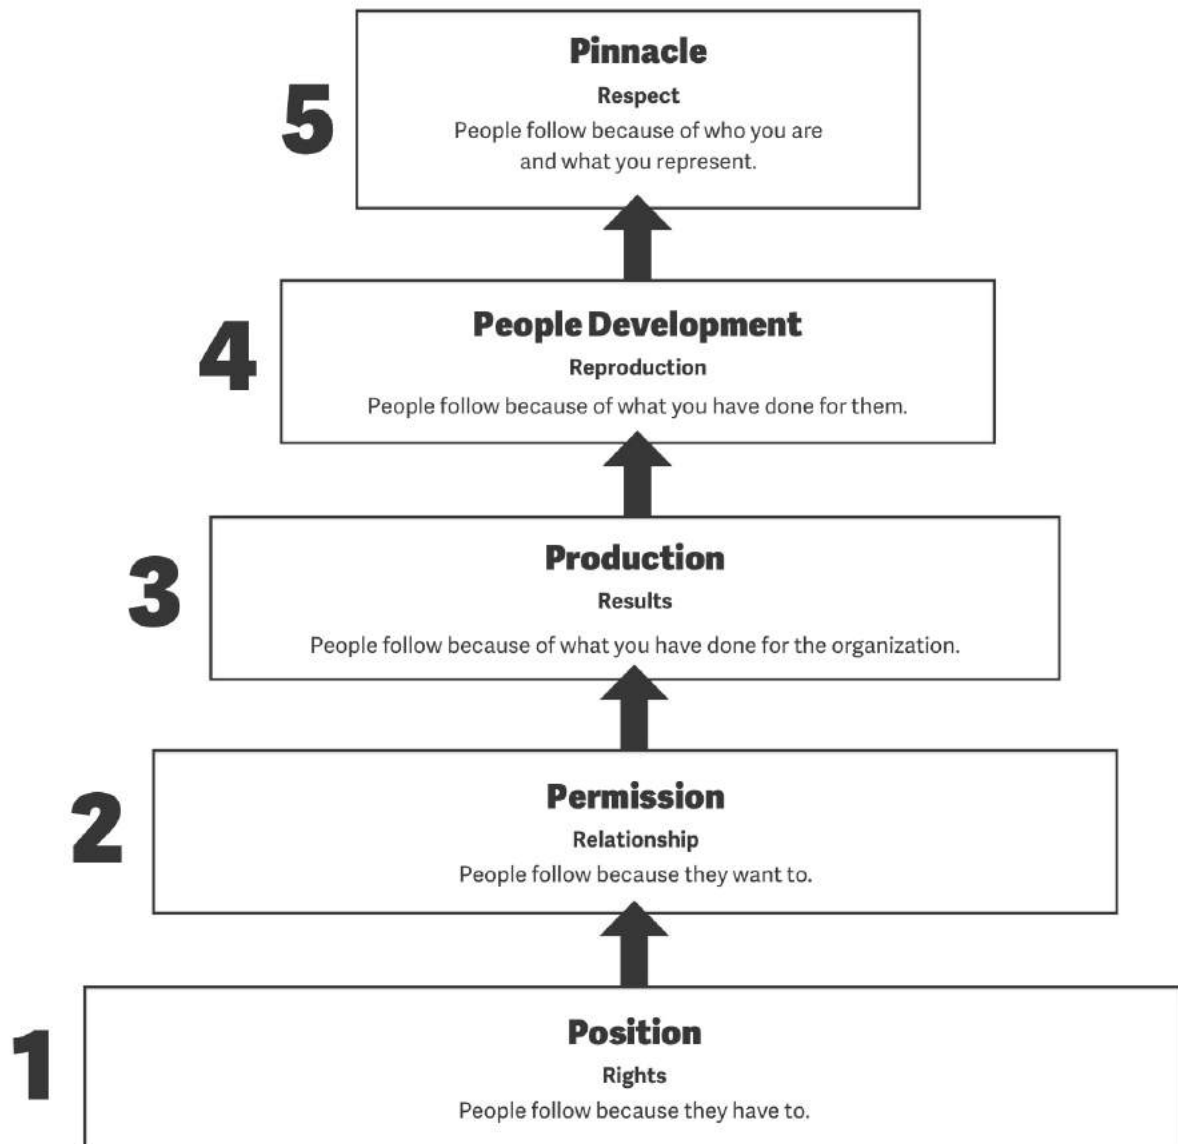 5
Pinnacle
Respect
People follow because of who you are
and what you represent.
4
People Development
Reproduction
People follow because of what you have done for them.
3
Production
Results
People follow because of what you have done for the organization.
2
Permission
Relationship
People follow because they want to.
1
Position
Rights
People follow because they have to.